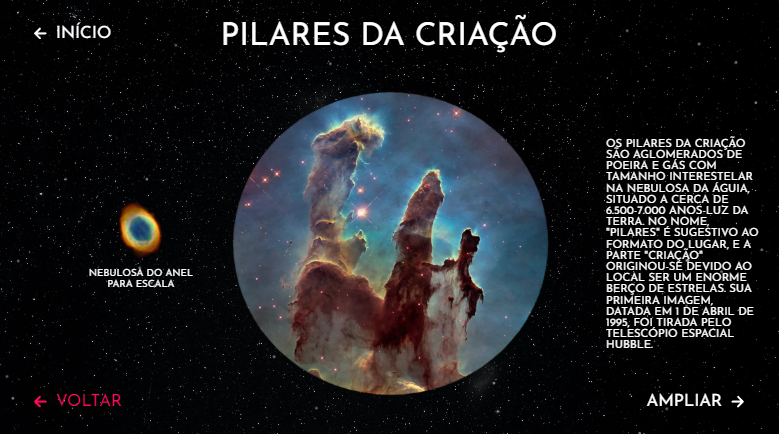 ← INÍCIO
PILARES DA CRIAÇÃO
NEBULOSA DO ANEL
PARA ESCALA
OS PILARES DA CRIAÇÃO
SÃO AGLOMERADOS DE
POEIRA E GÁS COM
TAMANHO INTERESTELAR
NA NEBULOSA DA ÁGUIA,
SITUADO A CERCA DE
6.500-7.000 ANOS-LUZ DA
TERRA. NO NOME,
"PILARES" É SUGESTIVO AO
FORMATO DO LUGAR, E A
PARTE "CRIAÇÃO"
ORIGINOU-SE DEVIDO AO
LOCAL SER UM ENORME
BERÇO DE ESTRELAS. SUA
PRIMEIRA IMAGEM,
DATADA EM 1 DE ABRIL DE
1995, FOI TIRADA PELO
TELESCÓPIO ESPACIAL
HUBBLE.
← VOLTAR
AMPLIAR →